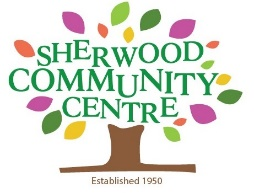 SHERWOOD
COMMUNITY
CENTRE
Established 1950